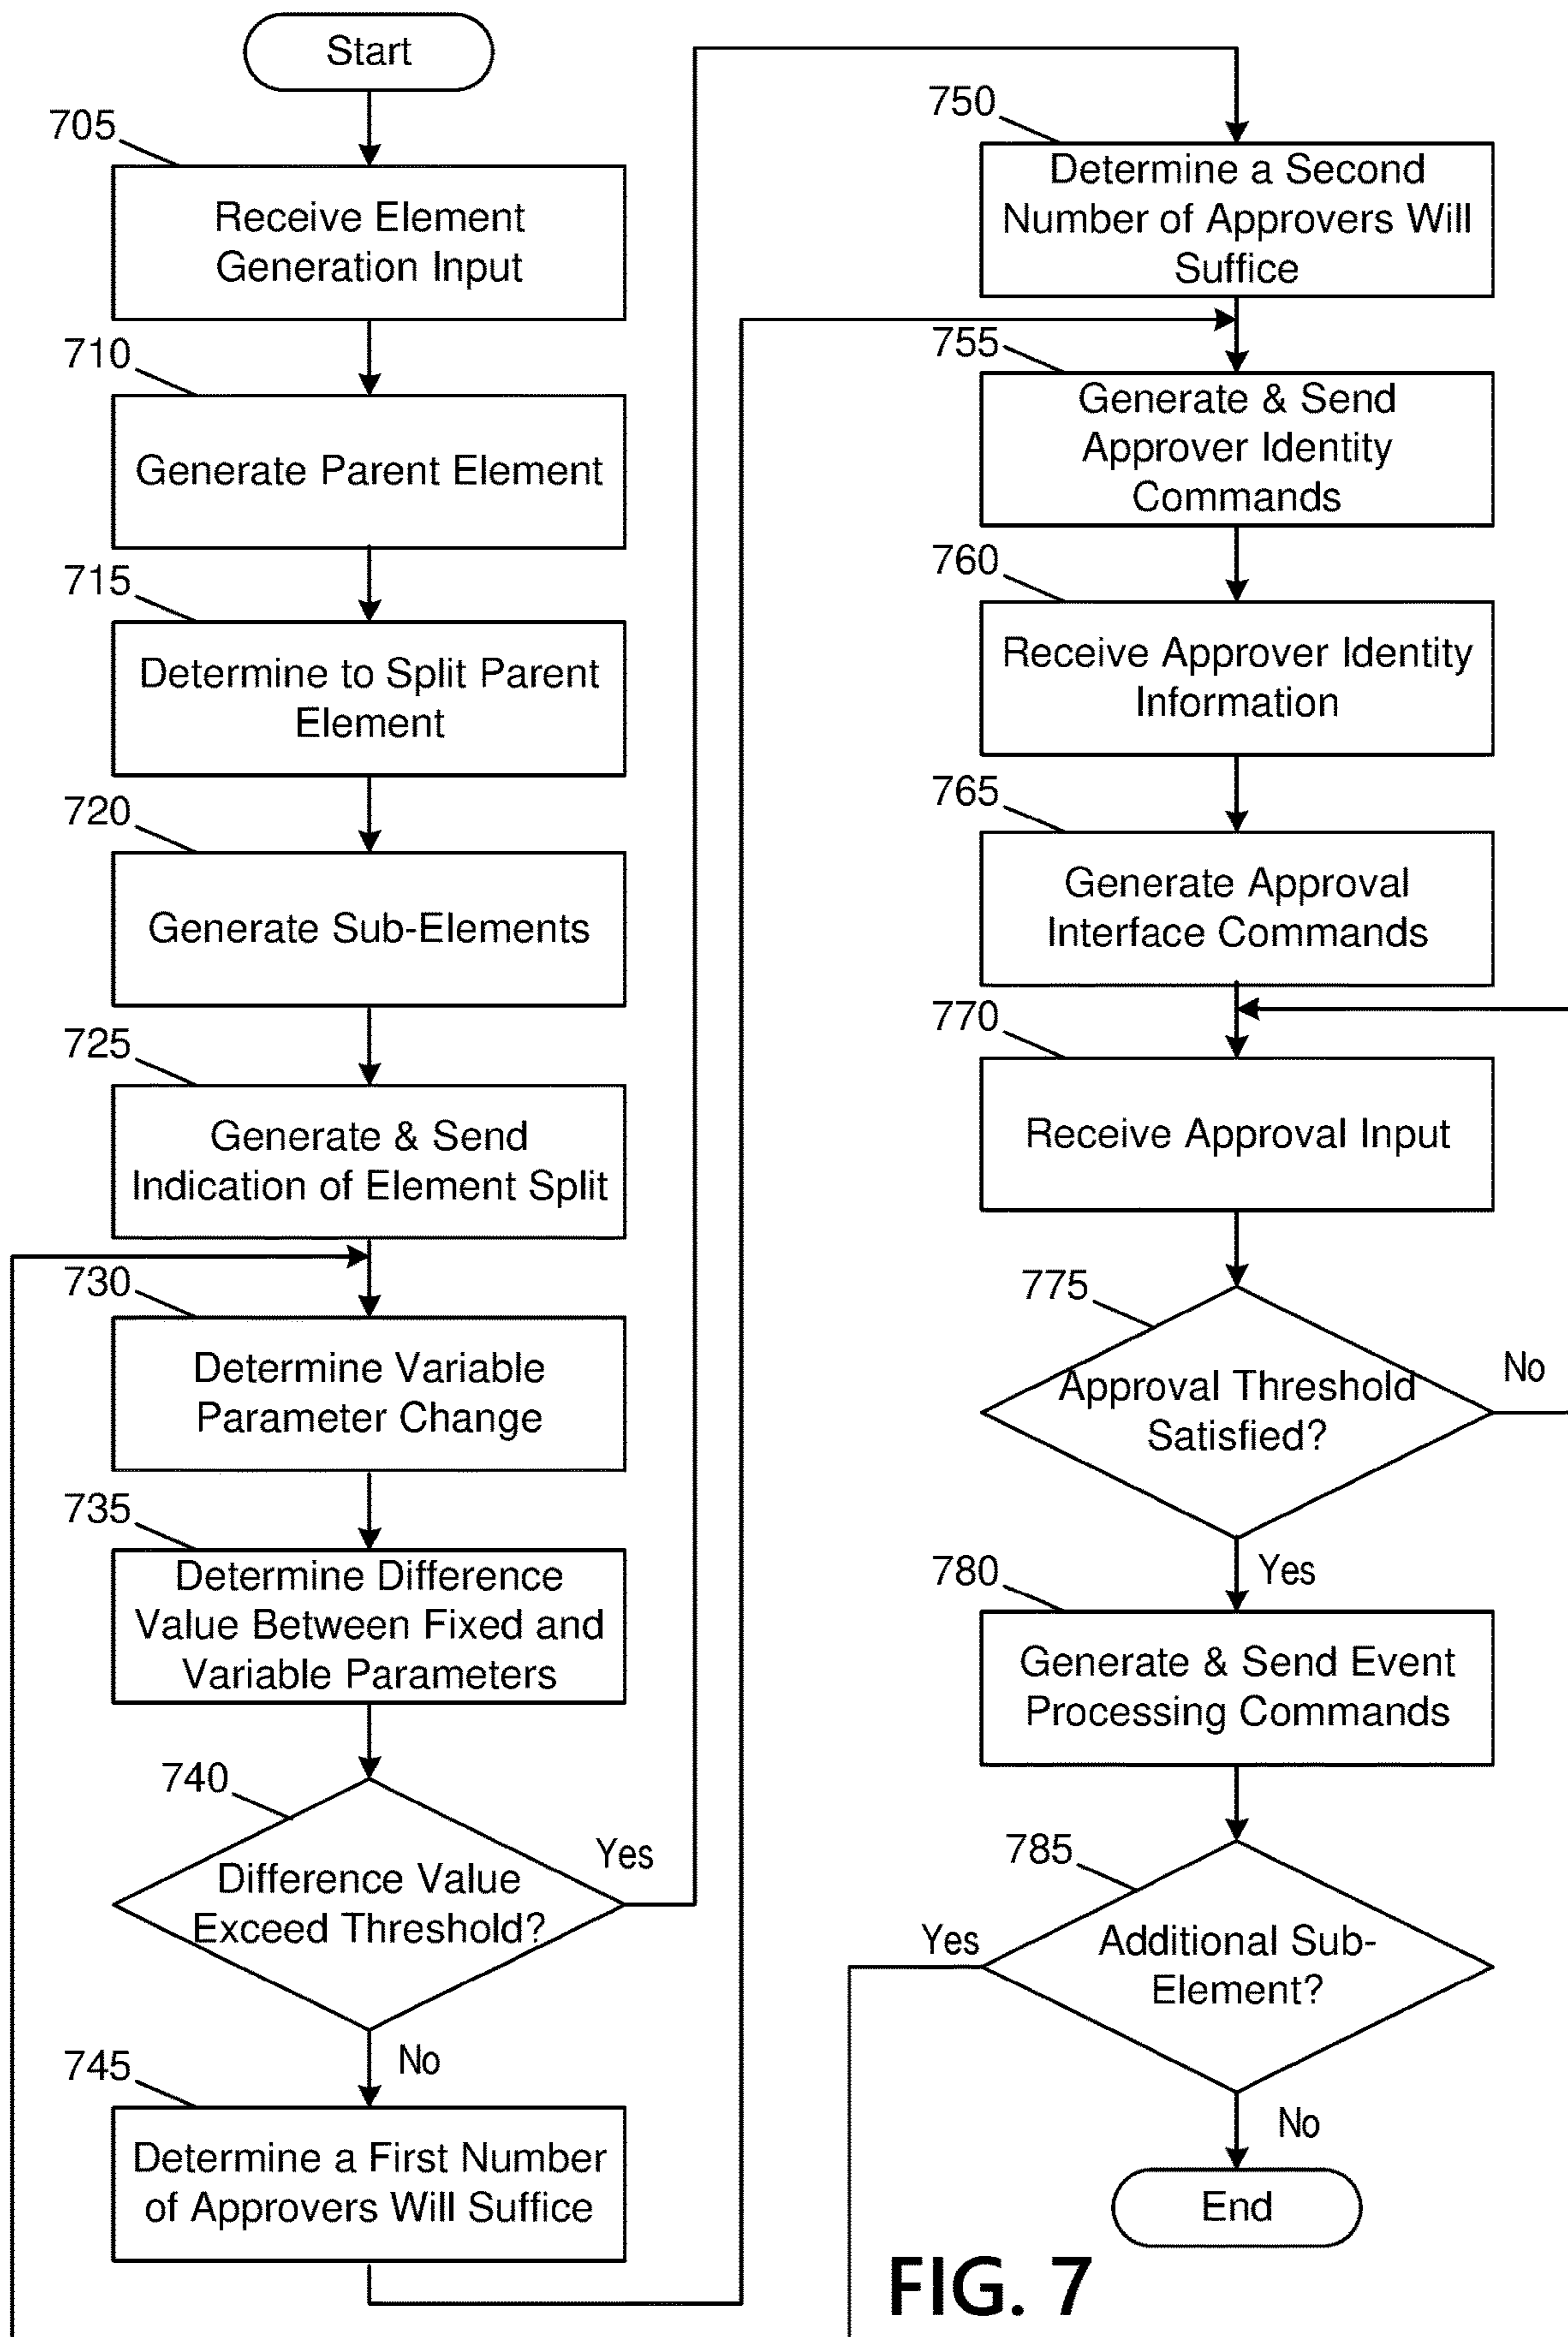 Start
705
Receive Element
Generation Input
710
Generate Parent Element
715
Determine to Split Parent
Element
720
Generate Sub-Elements
725
Generate & Send
Indication of Element Split
730
Determine Variable
Parameter Change
735
Determine Difference
Value Between Fixed and
Variable Parameters
740
Difference Value
Exceed Threshold?
Yes
No
745
Determine a First Number
of Approvers Will Suffice
750
Determine a Second
Number of Approvers Will
Suffice
755
Generate & Send
Approver Identity
Commands
760
Receive Approver Identity
Information
765
Generate Approval
Interface Commands
770
Receive Approval Input
775
Approval Threshold
Satisfied?
No
Yes
780
Generate & Send Event
Processing Commands
785
Additional Sub-
Element?
Yes
No
End
FIG. 7